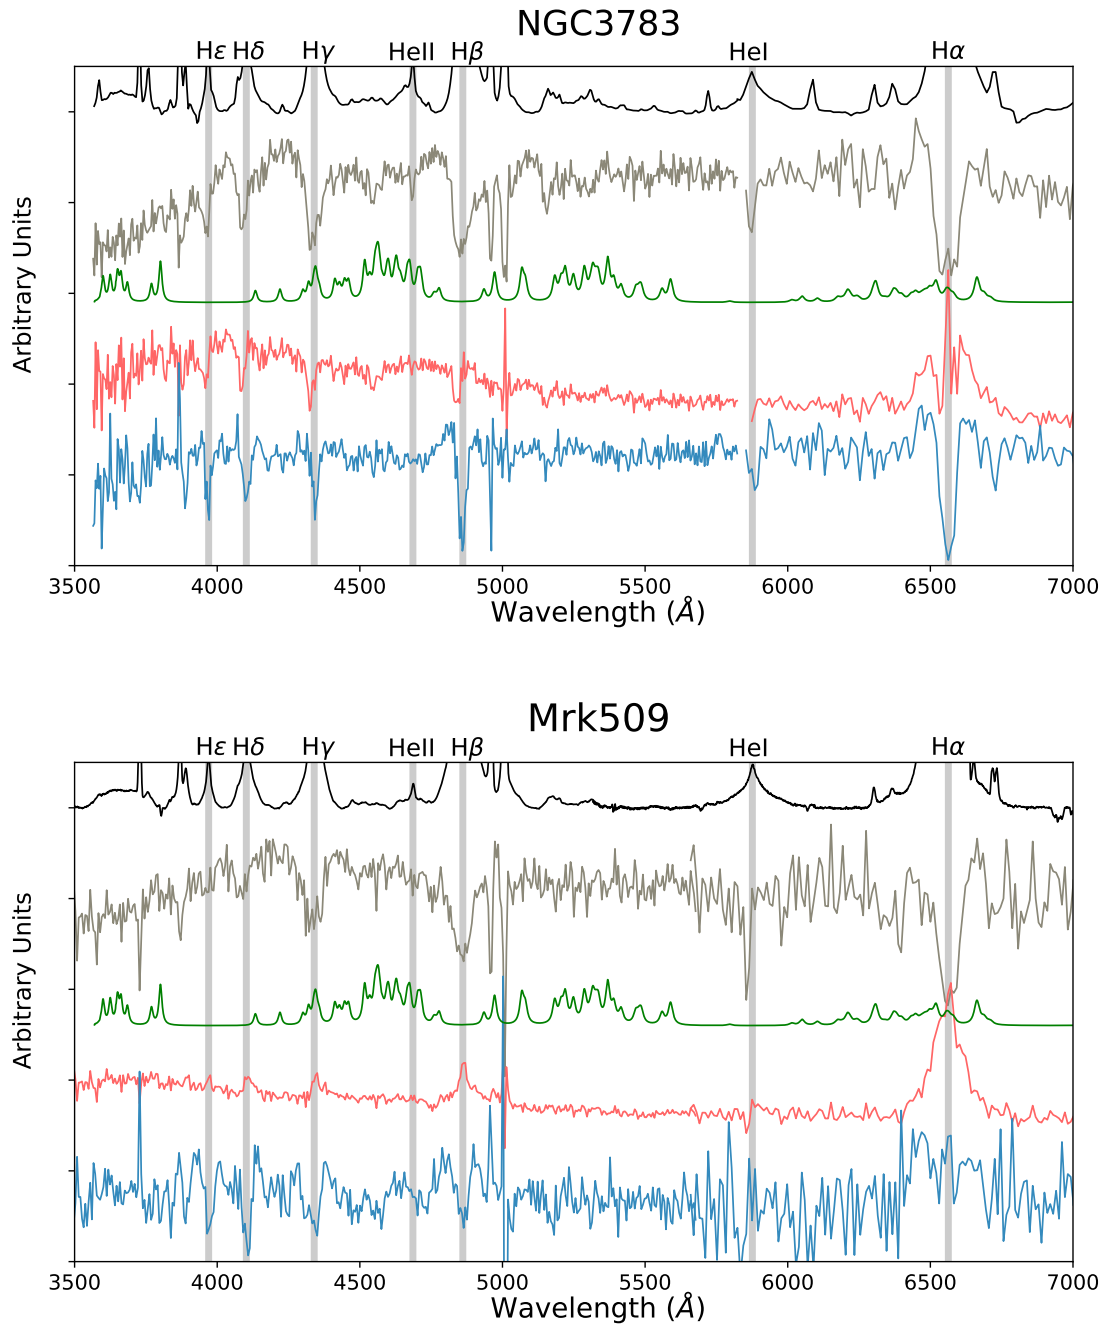 NGC3783
Hε Hδ Hγ HeII Hβ HeI Hα
Arbitrary Units
3500 4000 4500 5000 5500 6000 6500 7000
Wavelength (Å)
Mrk509
Hε Hδ Hγ HeII Hβ HeI Hα
Arbitrary Units
3500 4000 4500 5000 5500 6000 6500 7000
Wavelength (Å)